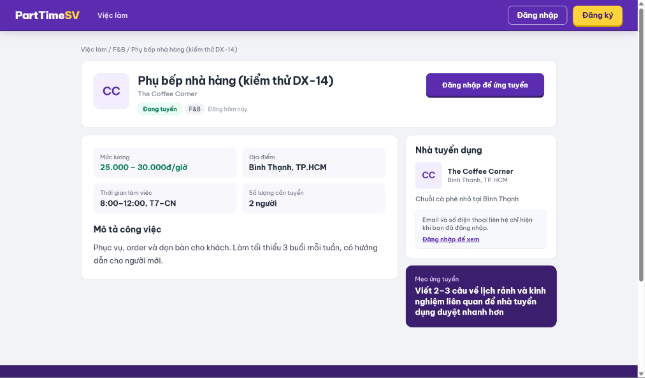 PartTimeSV
Việc làm
Đăng nhập
Đăng ký
Việc làm / F&B / Phụ bếp nhà hàng (kiểm thử DX-14)
CC
Phụ bếp nhà hàng (kiểm thử DX-14)
The Coffee Corner
Đang tuyển
F&B
Đăng hôm nay
Đăng nhập để ứng tuyển
Mức lương
25.000 – 30.000đ/giờ
Địa điểm
Bình Thạnh, TP.HCM
Thời gian làm việc
8:00–12:00, T7–CN
Số lượng cần tuyển
2 người
Mô tả công việc
Phục vụ, order và dọn bàn cho khách. Làm tối thiểu 3 buổi mỗi tuần, có hướng
dẫn cho người mới.
Nhà tuyển dụng
CC
The Coffee Corner
Bình Thạnh, TP.HCM
Chuỗi cà phê nhỏ tại Bình Thạnh
Email và số điện thoại liên hệ chỉ hiện
khi bạn đã đăng nhập.
Đăng nhập để xem
Mẹo ứng tuyển
Viết 2–3 câu về lịch rảnh và kinh
nghiệm liên quan để nhà tuyển
dụng duyệt nhanh hơn